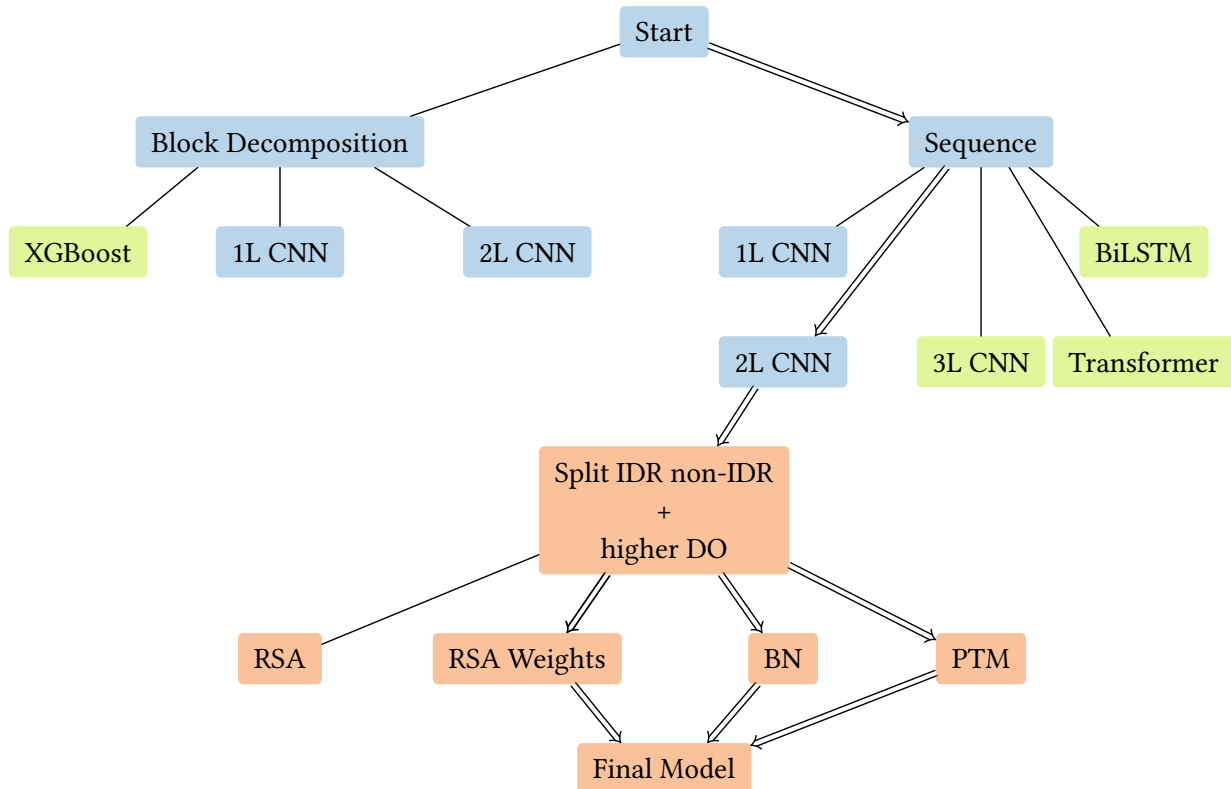 Start
Block Decomposition
Sequence
XGBoost
1L CNN
2L CNN
1L CNN
BiLSTM
2L CNN
3L CNN
Transformer
Split IDR non-IDR
+
higher DO
RSA
RSA Weights
BN
PTM
Final Model